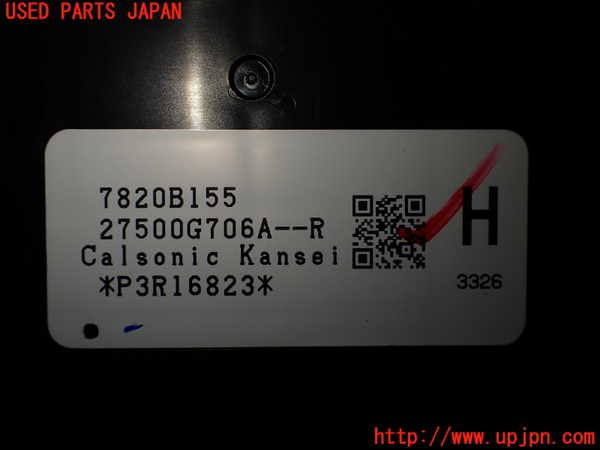 USED PARTS JAPAN
7820B155
27500G706A--R
Calsonic Kansei
*P3R16823*
H
3326
http://www.upjpn.com/